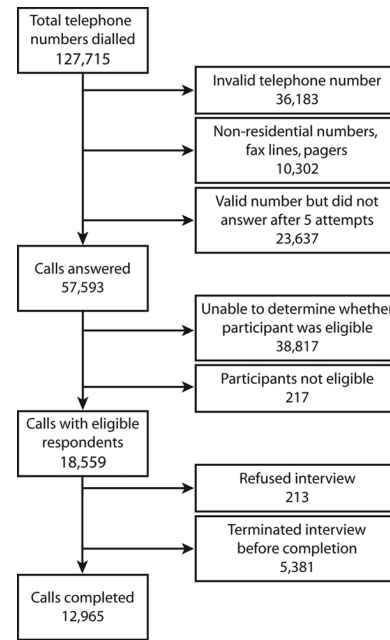 Total telephone
numbers dialled
127,715
Invalid telephone number
36,183
Non-residential numbers,
fax lines, pagers
10,302
Valid number but did not
answer after 5 attempts
23,637
Calls answered
57,593
Unable to determine whether
participant was eligible
38,817
Participants not eligible
217
Calls with eligible
respondents
18,559
Refused interview
213
Terminated interview
before completion
5,381
Calls completed
12,965